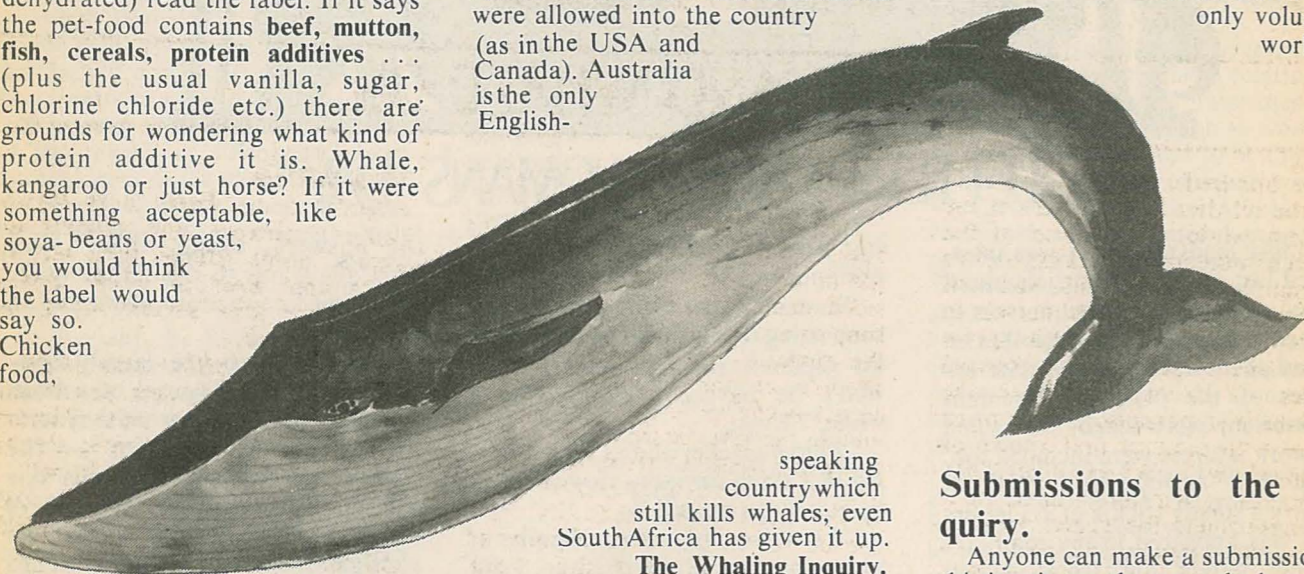 dehydrated) read the label. If it says
the pet-food contains beef, mutton,
fish, cereals, protein additives ...
(plus the usual vanilla, sugar,
chlorine chloride etc.) there are
grounds for wondering what kind of
protein additive it is. Whale,
kangaroo or just horse? If it were
something acceptable, like
soya-beans or yeast,
you would think
the label would
say so.
Chicken
food,
were allowed into the country
(as in the USA and
Canada). Australia
is the only
English-
speaking
country which
still kills whales; even
South Africa has given it up.
The Whaling Inquiry.
only volu
wor
Submissions to the
quiry.
Anyone can make a submissio